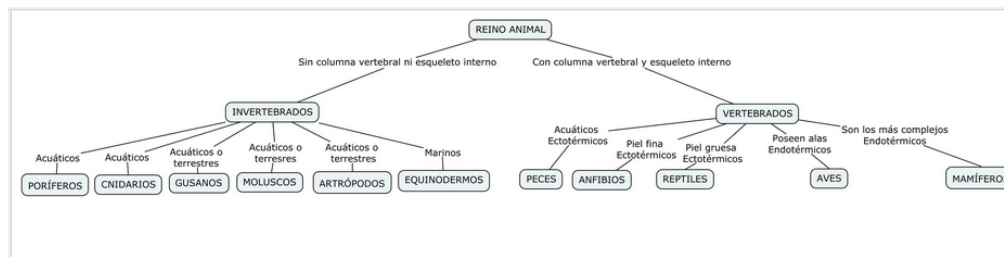 REINO ANIMAL
Sin columna vertebral ni esqueleto interno
Con columna vertebral y esqueleto interno
INVERTEBRADOS
VERTEBRADOS
Acuáticos
Acuáticos
Acuáticos o
terrestres
Acuáticos o
terresres
Acuáticos o
terrestres
Marinos
Acuáticos
Ectotérmicos
Piel fina
Ectotérmicos
Piel gruesa
Ectotérmicos
Poseen alas
Endotérmicos
Son los más complejos
Endotérmicos
PORÍFEROS
CNIDARIOS
GUSANOS
MOLUSCOS
ARTRÓPODOS
EQUINODERMOS
PECES
ANFIBIOS
REPTILES
AVES
MAMÍFEROS